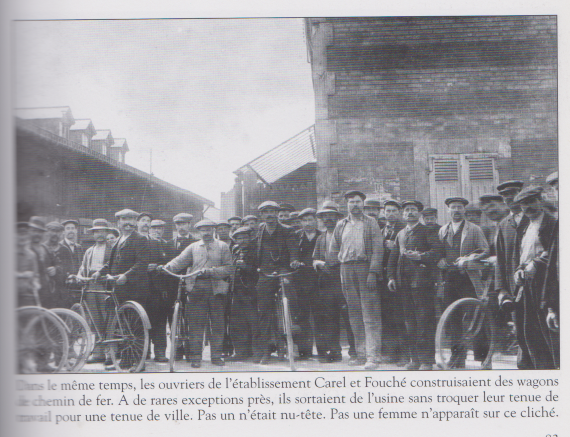 Dans le même temps, les ouvriers de l'établissement Carel et Fouché construisaient des wagons
de chemin de fer. A de rares exceptions près, ils sortaient de l'usine sans troquer leur tenue de
travail pour une tenue de ville. Pas un n'était nu-tête. Pas une femme n'apparaît sur ce cliché.